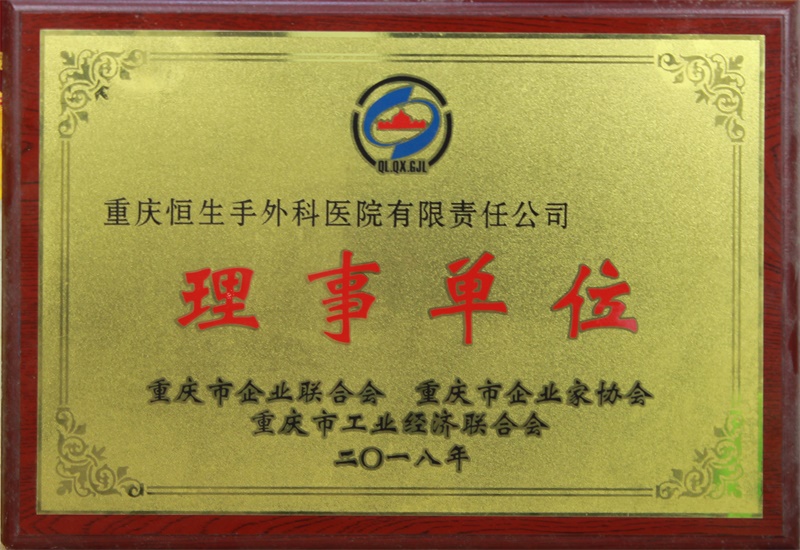 QL.QX.GJL
重庆恒生手外科医院有限责任公司
理事单位
重庆市企业联合会 重庆市企业家协会
重庆市工业经济联合会
二〇一八年